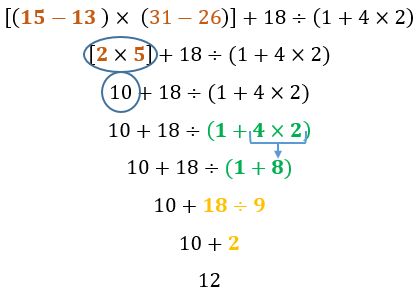 [(15 − 13 ) × (31 − 26)] + 18 ÷ (1 + 4 × 2)
[2 × 5] + 18 ÷ (1 + 4 × 2)
10 + 18 ÷ (1 + 4 × 2)
10 + 18 ÷ (1 + 4 × 2)
10 + 18 ÷ (1 + 8)
10 + 18 ÷ 9
10 + 2
12